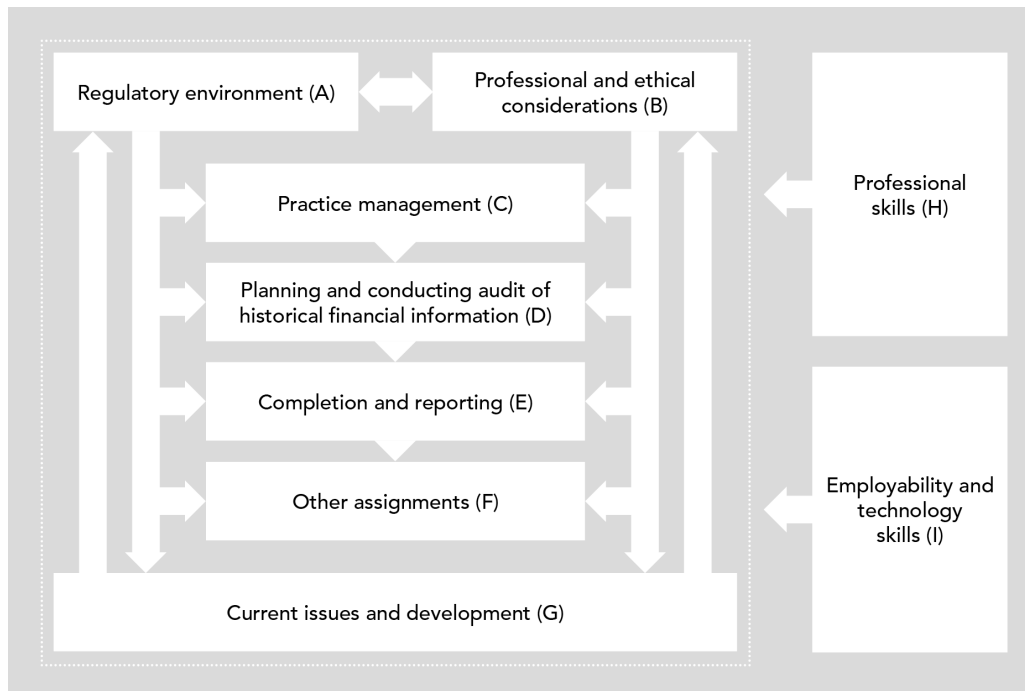 Regulatory environment (A)
Professional and ethical
considerations (B)
Practice management (C)
Planning and conducting audit of
historical financial information (D)
Completion and reporting (E)
Other assignments (F)
Current issues and development (G)
Professional
skills (H)
Employability and
technology
skills (I)